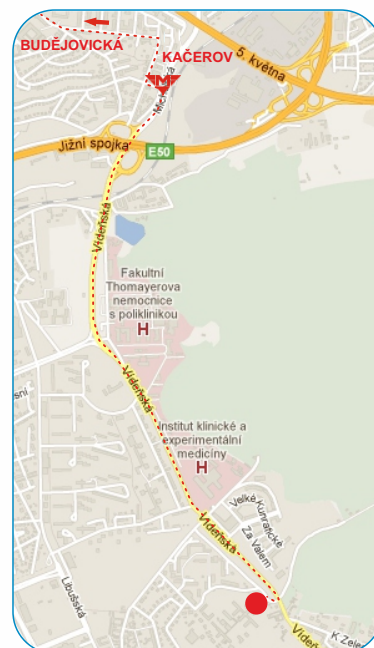 BUDĚJOVICKÁ
KAČEROV
5. května
Jižní spojka
E50
Vídeňská
Fakultní
Thomayerova
nemocnice
s poliklinikou
H
Vídeňská
Institut klinické a
experimentální
medicíny
H
Velké Kunratické
Vídeňská
Za Valem
Libušská
K Zele
Vídeň